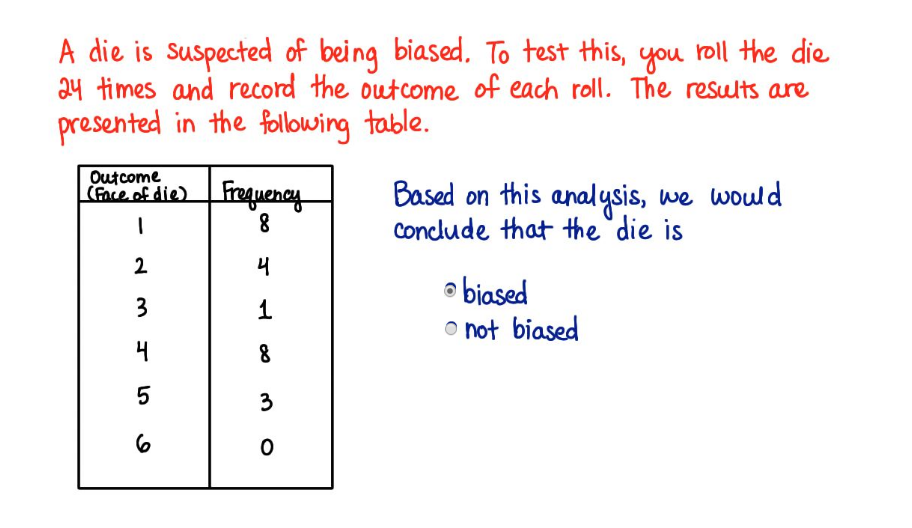 A die is suspected of being biased. To test this, you roll the die
24 times and record the outcome of each roll. The results are
presented in the following table.
Outcome
(Face of die) Frequency
1 8
2 4
3 1
4 8
5 3
6 0
Based on this analysis, we would
conclude that the die is
biased
not biased